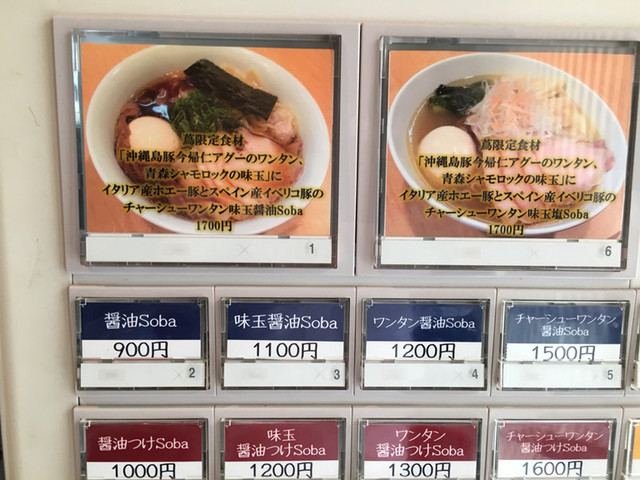 蔦限定食材
「沖縄島豚今帰仁アグーのワンタン、
青森シャモロックの味玉」に
イタリア産ホエー豚とスペイン産イベリコ豚の
チャーシューワンタン味玉醤油Soba
1700円
1
蔦限定食材
「沖縄島豚今帰仁アグーのワンタン、
青森シャモロックの味玉」に
イタリア産ホエー豚とスペイン産イベリコ豚の
チャーシューワンタン味玉塩Soba
1700円
6
醤油Soba
900円
2
味玉醤油Soba
1100円
3
ワンタン醤油Soba
1200円
4
チャーシューワンタン
醤油Soba
1500円
5
醤油つけSoba
1000円
味玉
醤油つけSoba
1200円
ワンタン
醤油つけSoba
1300円
チャーシューワンタン
醤油つけSoba
1600円